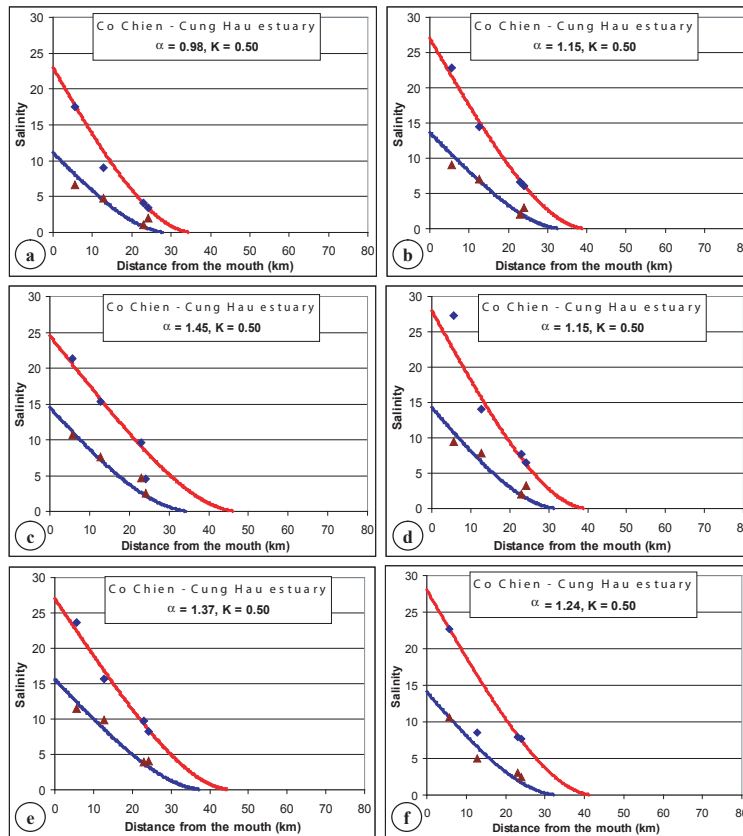 Co Chien - Cung Hau estuary
α = 0.98, K = 0.50
30
25
20
15
10
5
0
Salinity
0 10 20 30 40 50 60 70 80
Distance from the mouth (km)
a
Co Chien - Cung Hau estuary
α = 1.15, K = 0.50
30
25
20
15
10
5
0
Salinity
0 10 20 30 40 50 60 70 80
Distance from the mouth (km)
b
Co Chien - Cung Hau estuary
α = 1.45, K = 0.50
30
25
20
15
10
5
0
Salinity
0 10 20 30 40 50 60 70 80
Distance from the mouth (km)
c
Co Chien - Cung Hau estuary
α = 1.15, K = 0.50
30
25
20
15
10
5
0
Salinity
0 10 20 30 40 50 60 70 80
Distance from the mouth (km)
d
Co Chien - Cung Hau estuary
α = 1.37, K = 0.50
30
25
20
15
10
5
0
Salinity
0 10 20 30 40 50 60 70 80
Distance from the mouth (km)
e
Co Chien - Cung Hau estuary
α = 1.24, K = 0.50
30
25
20
15
10
5
0
Salinity
0 10 20 30 40 50 60 70 80
Distance from the mouth (km)
f